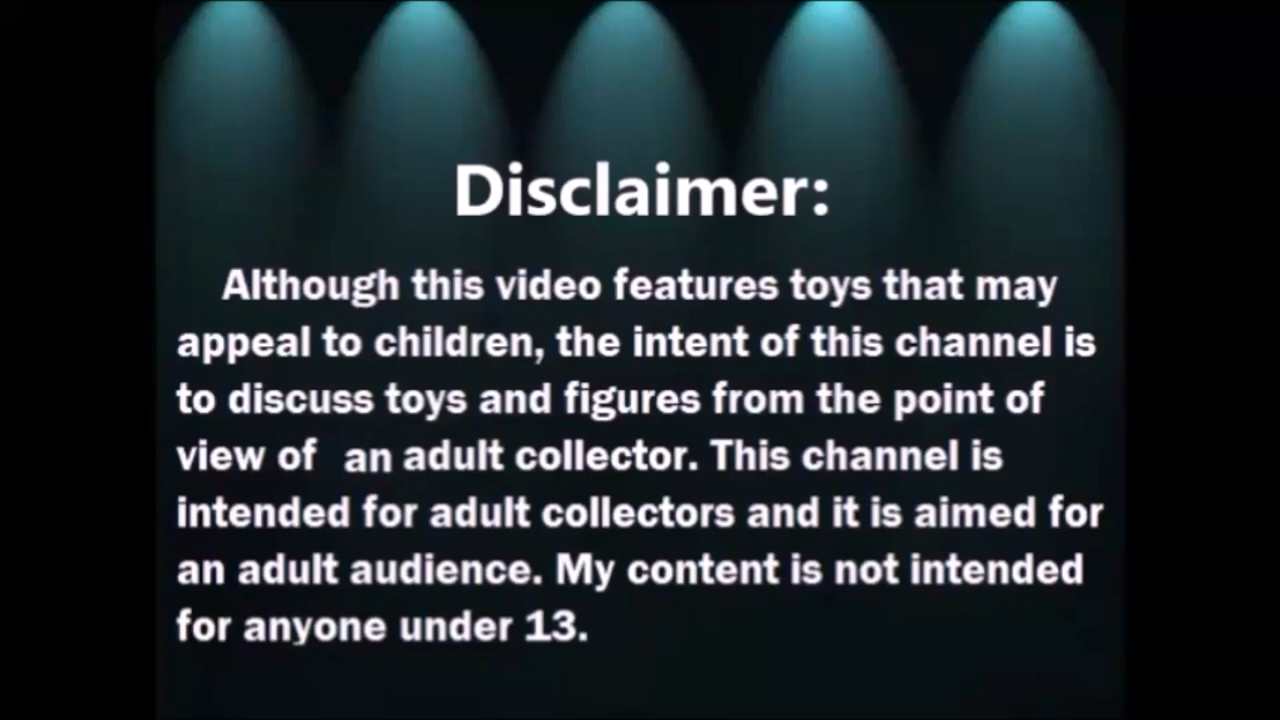 Disclaimer:
Although this video features toys that may
appeal to children, the intent of this channel is
to discuss toys and figures from the point of
view of an adult collector. This channel is
intended for adult collectors and it is aimed for
an adult audience. My content is not intended
for anyone under 13.